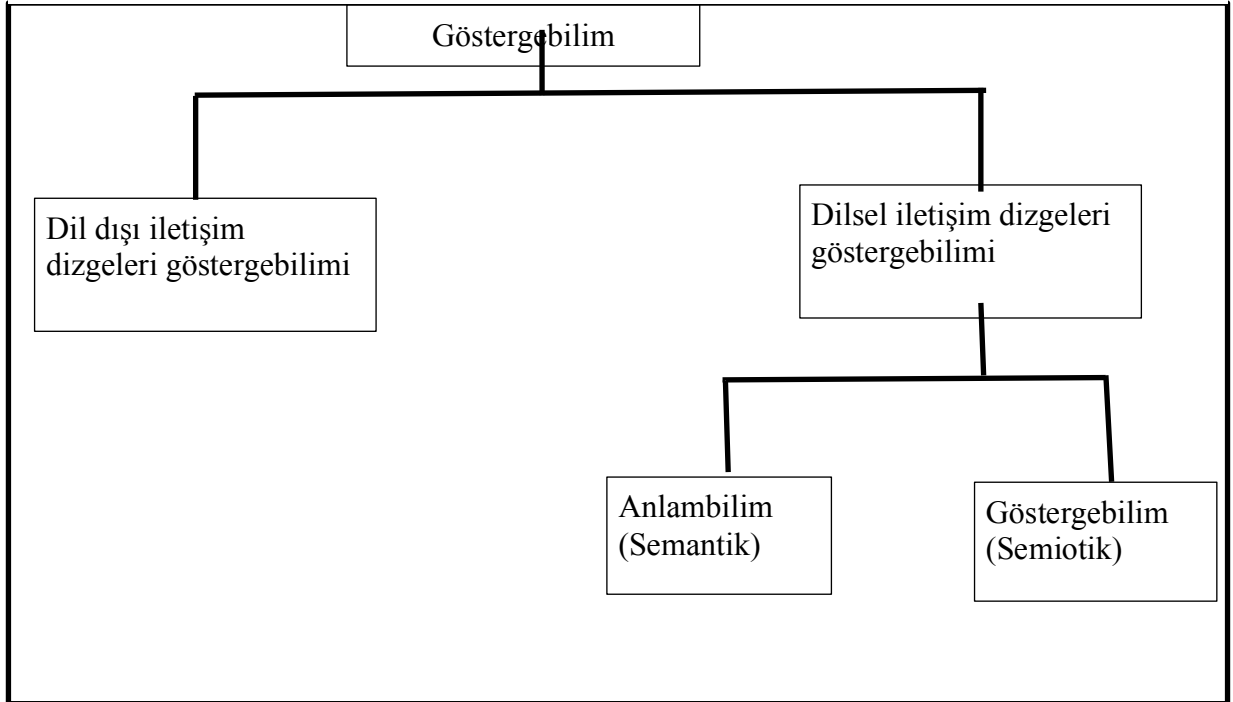 Göstergebilim
Dil dışı iletişim
dizgeleri göstergebilimi
Dilsel iletişim dizgeleri
göstergebilimi
Anlambilim
(Semantik)
Göstergebilim
(Semiotik)